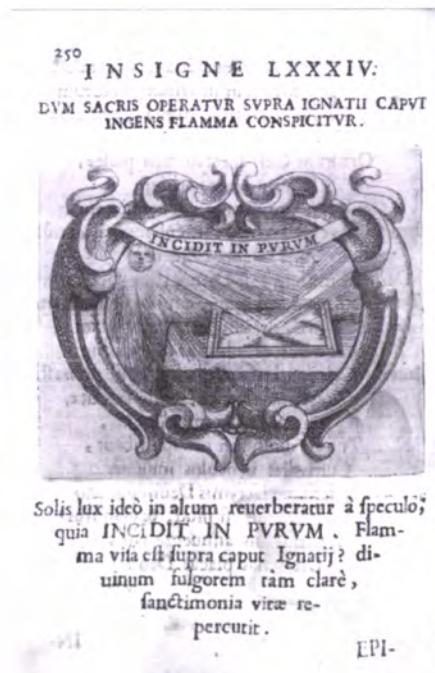 250
INSIGNE LXXXIV.
DVM SACRIS OPERATVR SVPRA IGNATII CAPVT
INGENS FLAMMA CONSPICITVR.
INCIDIT IN PVRVM
Solis lux ideò in altum reuerberatur à ſpeculo,
quia INCIDIT IN PVRVM. Flam-
ma viſa eſt ſupra caput Ignatij? di-
uinum fulgorem tàm clarè,
ſanctimonia vitæ re-
percutit.
EPI-